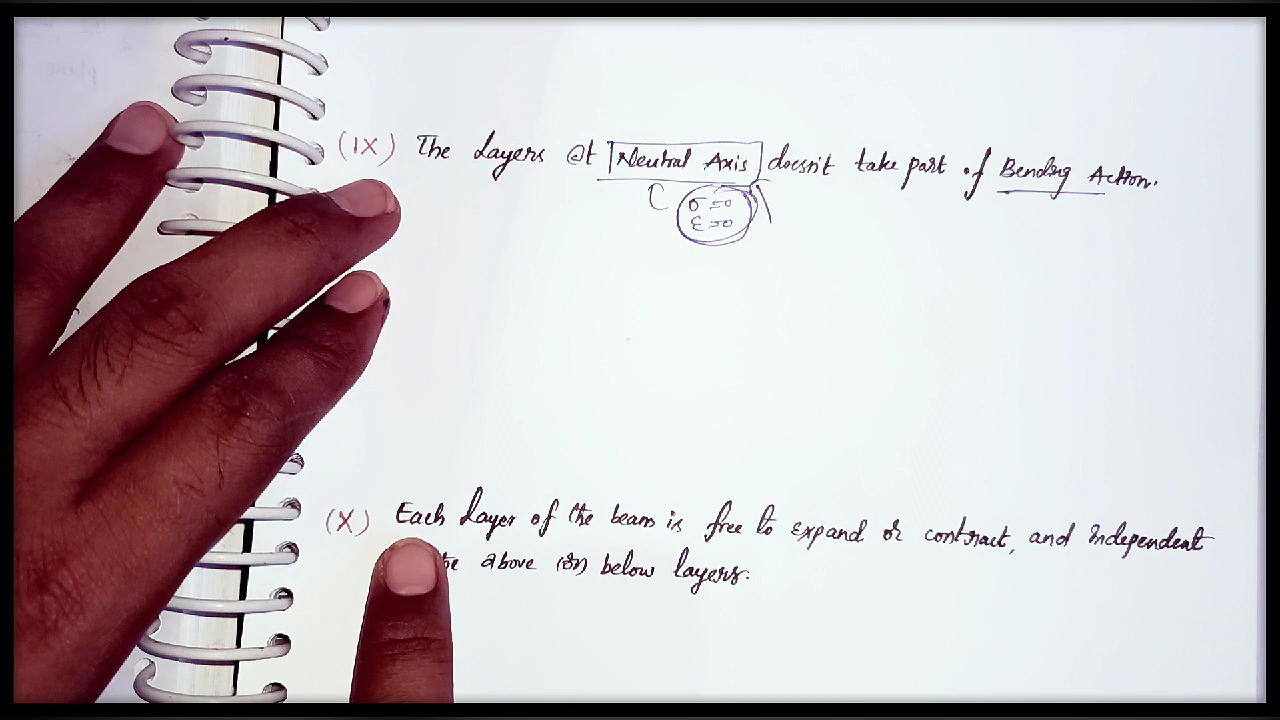 (IX) The Layers @t Neutral Axis doesn't take part of Bending Action.
σ=0
ε=0
(X) Each Layer of the beam is free to expand or contract, and independent
above (or) below layers.